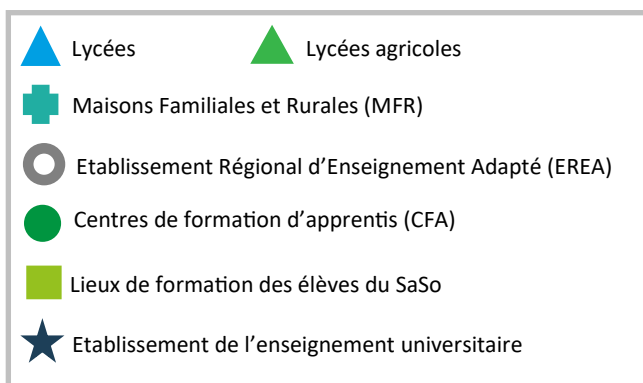 Lycées Lycées agricoles
Maisons Familiales et Rurales (MFR)
Etablissement Régional d’Enseignement Adapté (EREA)
Centres de formation d’apprentis (CFA)
Lieux de formation des élèves du SaSo
Etablissement de l’enseignement universitaire